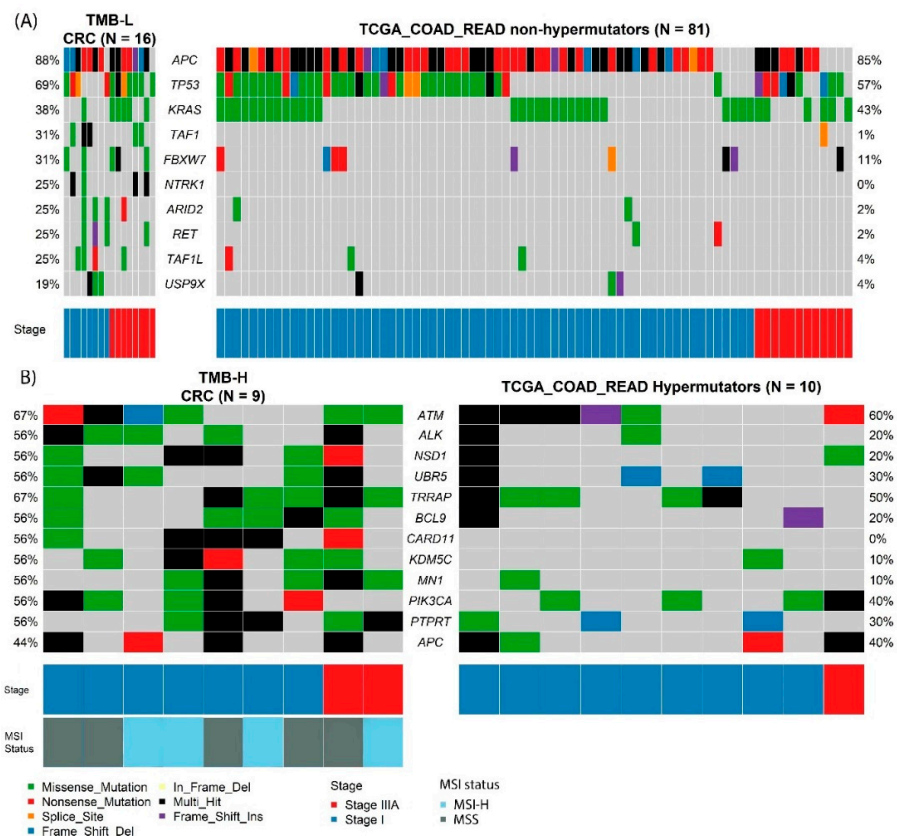 (A)
TMB-L
CRC (N = 16)
TCGA_COAD_READ non-hypermutators (N = 81)
88% APC 85%
69% TP53 57%
38% KRAS 43%
31% TAF1 1%
31% FBXW7 11%
25% NTRK1 0%
25% ARID2 2%
25% RET 2%
25% TAF1L 4%
19% USP9X 4%
Stage
B)
TMB-H
CRC (N = 9)
TCGA_COAD_READ Hypermutators (N = 10)
67% ATM 60%
56% ALK 20%
56% NSD1 20%
56% UBR5 30%
67% TRRAP 50%
56% BCL9 20%
56% CARD11 0%
56% KDM5C 10%
56% MN1 10%
56% PIK3CA 40%
56% PTPRT 30%
44% APC 40%
Stage
MSI
Status
Missense_Mutation In_Frame_Del Stage MSI status
Nonsense_Mutation Multi_Hit Stage IIIA MSI-H
Splice_Site Frame_Shift_Ins Stage I MSS
Frame_Shift_Del